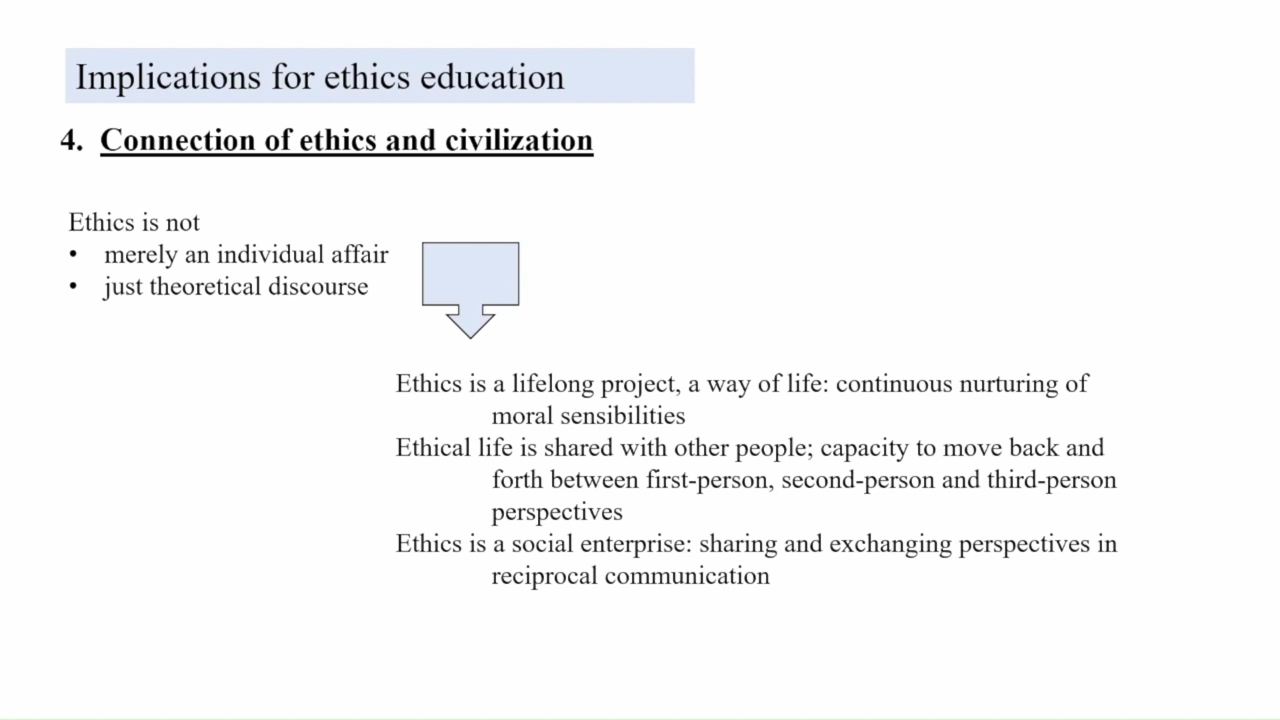 Implications for ethics education
4. Connection of ethics and civilization
Ethics is not
• merely an individual affair
• just theoretical discourse
Ethics is a lifelong project, a way of life: continuous nurturing of
moral sensibilities
Ethical life is shared with other people; capacity to move back and
forth between first-person, second-person and third-person
perspectives
Ethics is a social enterprise: sharing and exchanging perspectives in
reciprocal communication